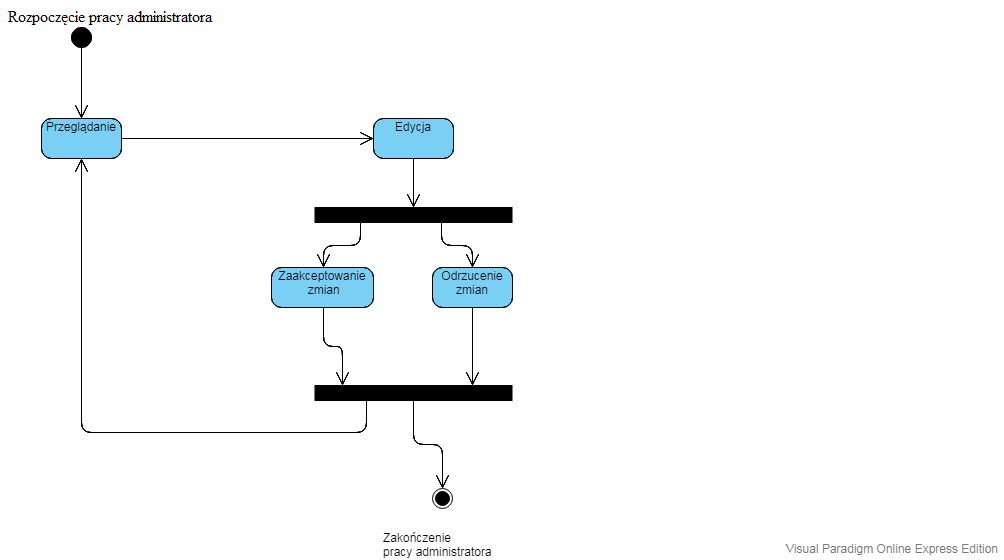 Rozpoczęcie pracy administratora
Przeglądanie
Edycja
Zaakceptowanie
zmian
Odrzucenie
zmian
Zakończenie
pracy administratora
Visual Paradigm Online Express Edition